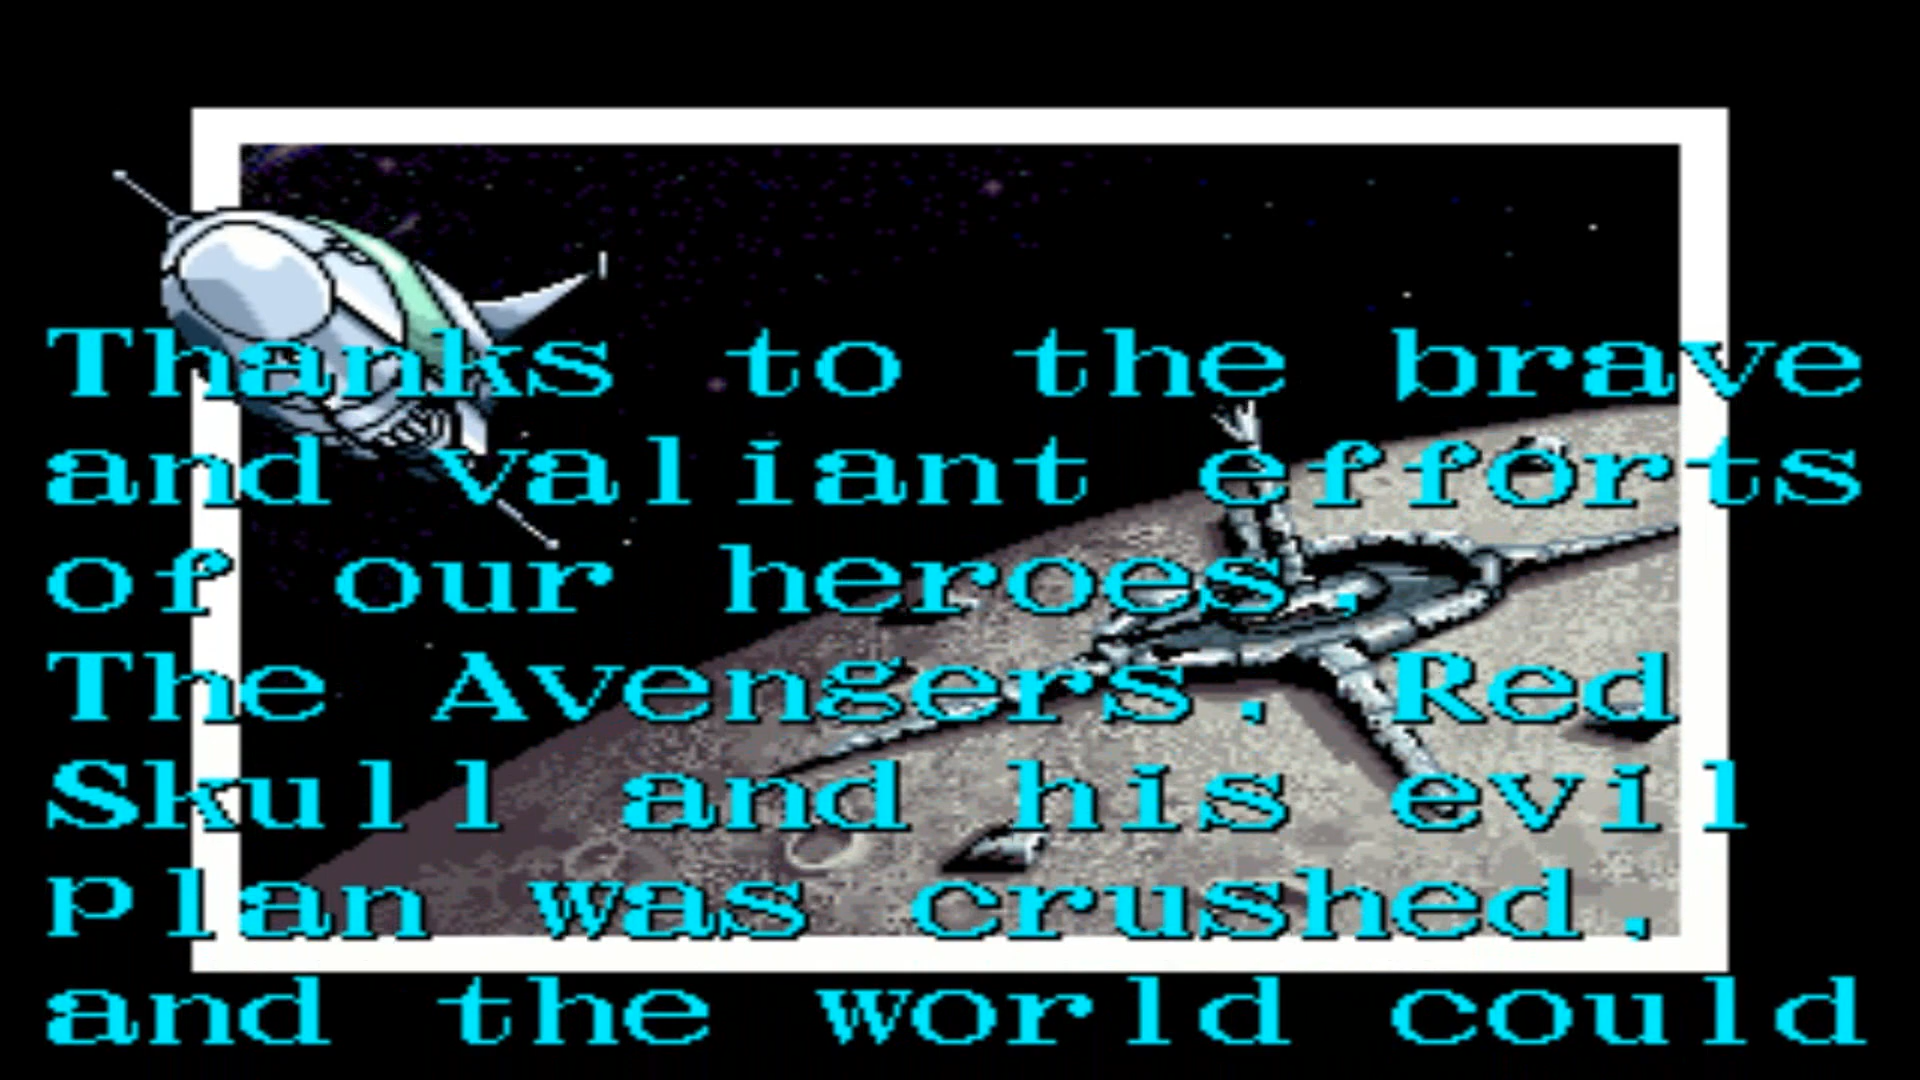 Thanks to the brave
and valiant efforts
of our heroes,
The Avengers, Red
Skull and his evil
plan was crushed,
and the world could